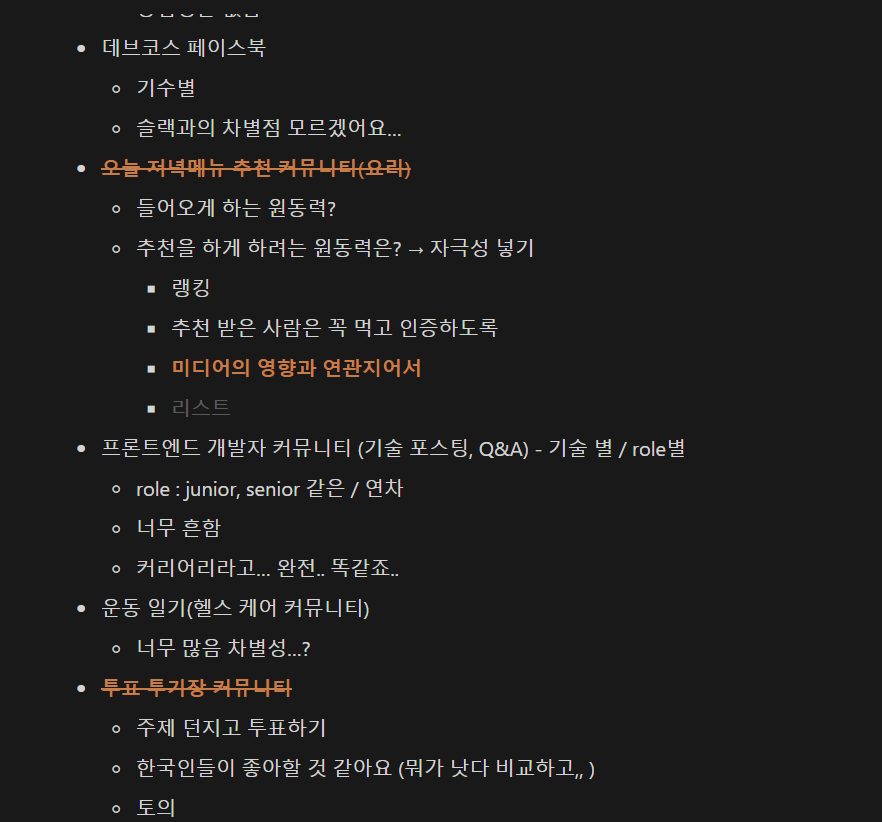 데브코스 페이스북
기수별
슬랙과의 차별점 모르겠어요...
오늘 저녁메뉴 추천 커뮤니티(요리)
들어오게 하는 원동력?
추천을 하게 하려는 원동력은? → 자극성 넣기
랭킹
추천 받은 사람은 꼭 먹고 인증하도록
미디어의 영향과 연관지어서
리스트
프론트엔드 개발자 커뮤니티 (기술 포스팅, Q&A) - 기술 별 / role별
role : junior, senior 같은 / 연차
너무 흔함
커리어리라고... 완전.. 똑같죠..
운동 일기(헬스 케어 커뮤니티)
너무 많음 차별성...?
투표 투기장 커뮤니티
주제 던지고 투표하기
한국인들이 좋아할 것 같아요 (뭐가 낫다 비교하고,, )
토의